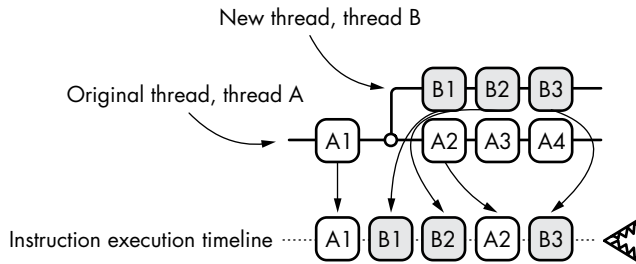 New thread, thread B
B1 B2 B3
Original thread, thread A
A1 A2 A3 A4
Instruction execution timeline A1 B1 B2 A2 B3